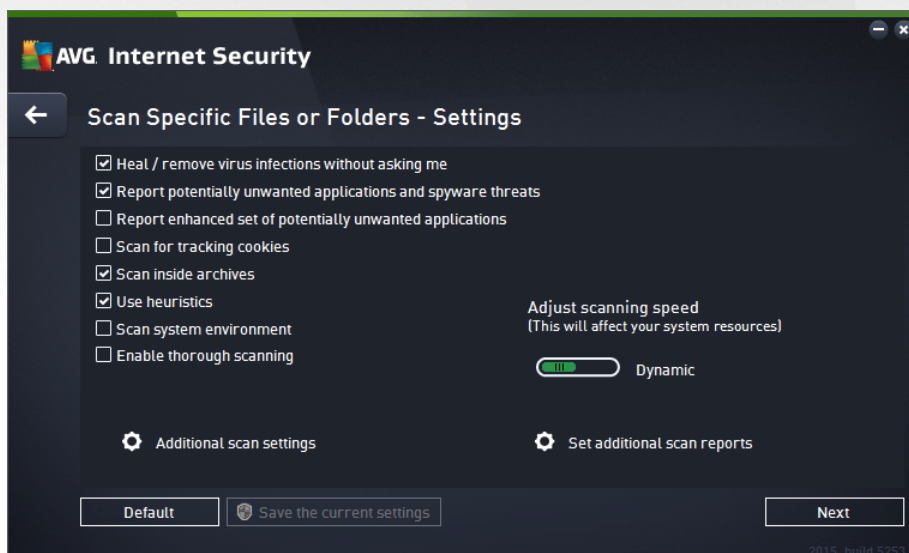 AVG. Internet Security
Scan Specific Files or Folders - Settings
Heal / remove virus infections without asking me
Report potentially unwanted applications and spyware threats
Report enhanced set of potentially unwanted applications
Scan for tracking cookies
Scan inside archives
Use heuristics
Scan system environment
Enable thorough scanning
Adjust scanning speed
(This will affect your system resources)
Dynamic
Additional scan settings
Set additional scan reports
Default
Save the current settings
Next
2015, build 5253